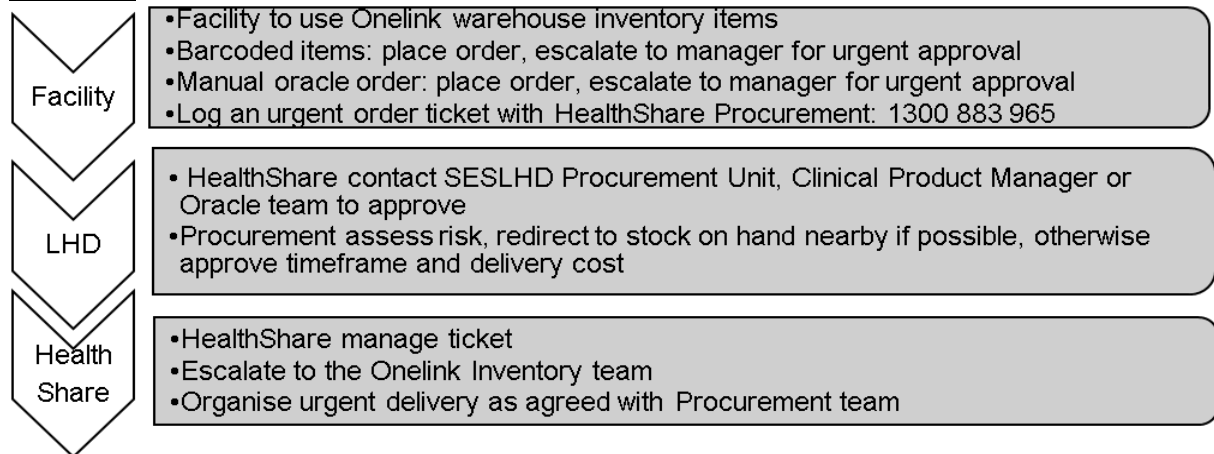 Facility
•Facility to use Onelink warehouse inventory items
•Barcoded items: place order, escalate to manager for urgent approval
•Manual oracle order: place order, escalate to manager for urgent approval
•Log an urgent order ticket with HealthShare Procurement: 1300 883 965
LHD
• HealthShare contact SESLHD Procurement Unit, Clinical Product Manager or
Oracle team to approve
•Procurement assess risk, redirect to stock on hand nearby if possible, otherwise
approve timeframe and delivery cost
Health
Share
•HealthShare manage ticket
•Escalate to the Onelink Inventory team
•Organise urgent delivery as agreed with Procurement team